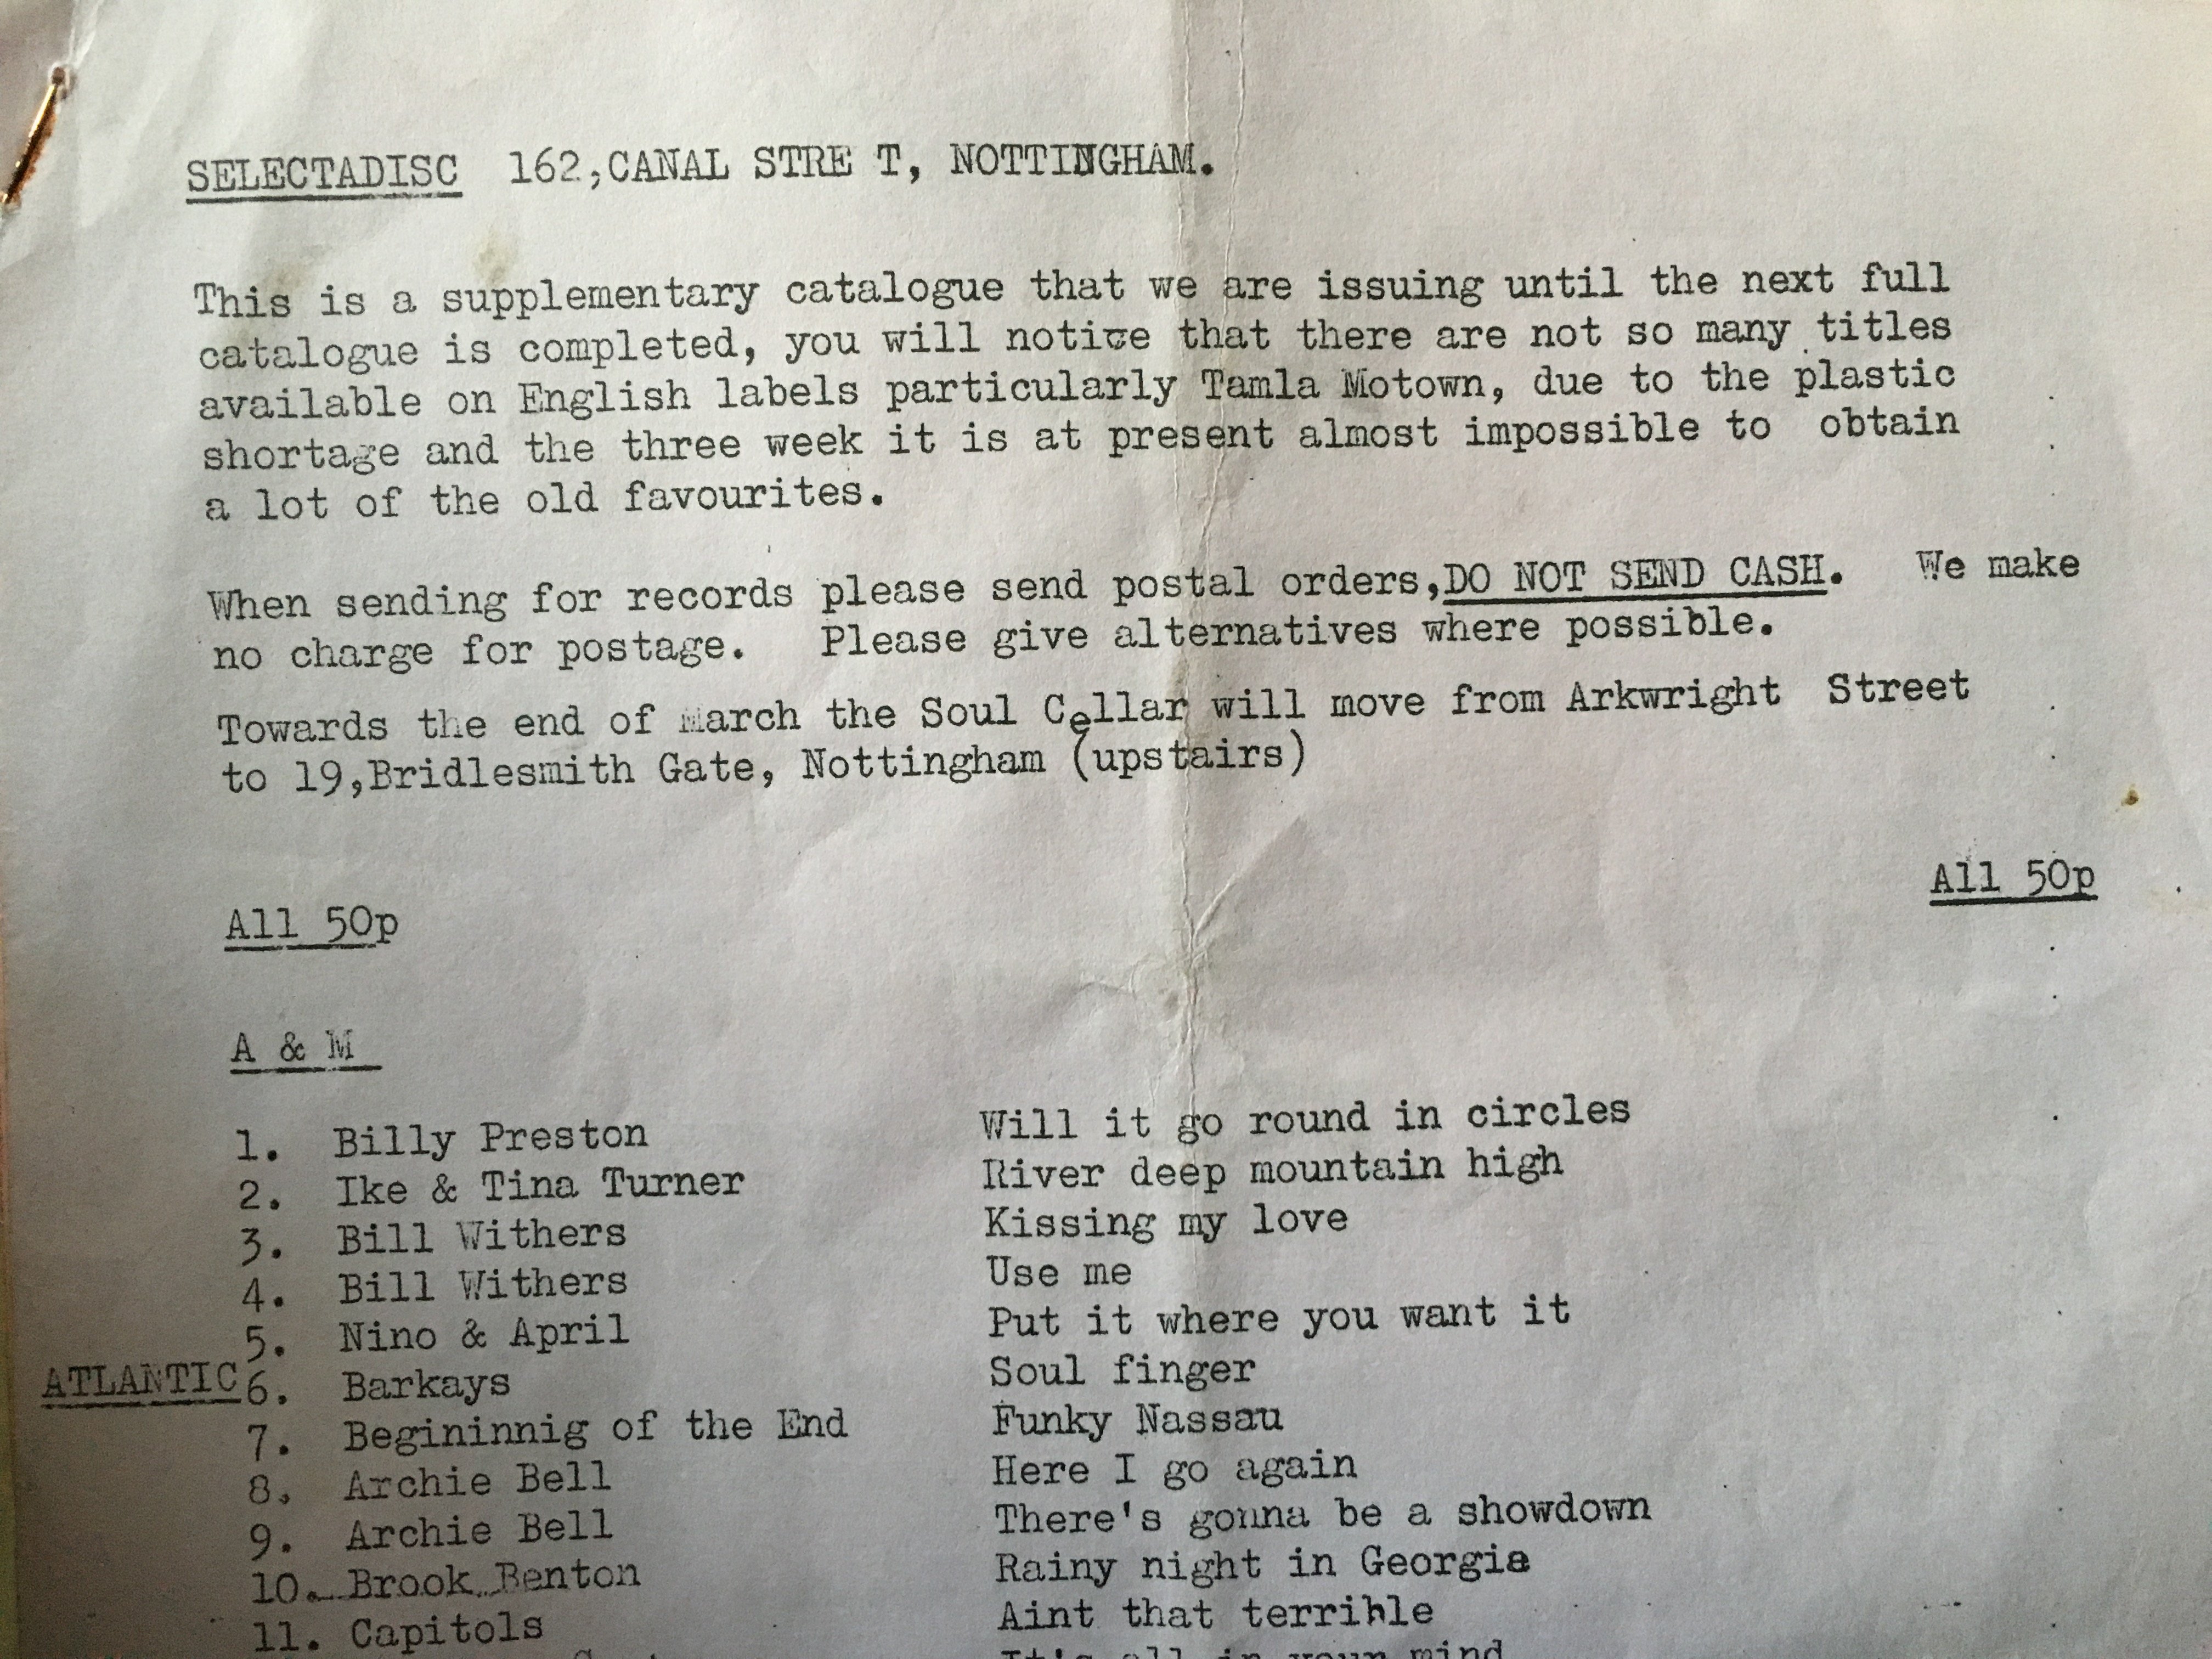 SELECTADISC 162,CANAL STRE T, NOTTINGHAM.
This is a supplementary catalogue that we are issuing until the next full
catalogue is completed, you will notice that there are not so many titles
available on English labels particularly Tamla Motown, due to the plastic
shortage and the three week it is at present almost impossible to obtain
a lot of the old favourites.
When sending for records please send postal orders,DO NOT SEND CASH. We make
no charge for postage. Please give alternatives where possible.
Towards the end of March the Soul Cellar will move from Arkwright Street
to 19,Bridlesmith Gate, Nottingham (upstairs)
All 50p All 50p
A & M
1. Billy Preston Will it go round in circles
2. Ike & Tina Turner River deep mountain high
3. Bill Withers Kissing my love
4. Bill Withers Use me
5. Nino & April Put it where you want it
ATLANTIC 6. Barkays Soul finger
7. Begininnig of the End Funky Nassau
8. Archie Bell Here I go again
9. Archie Bell There's gonna be a showdown
10. Brook Benton Rainy night in Georgia
11. Capitols Aint that terrible
It's all in your mind